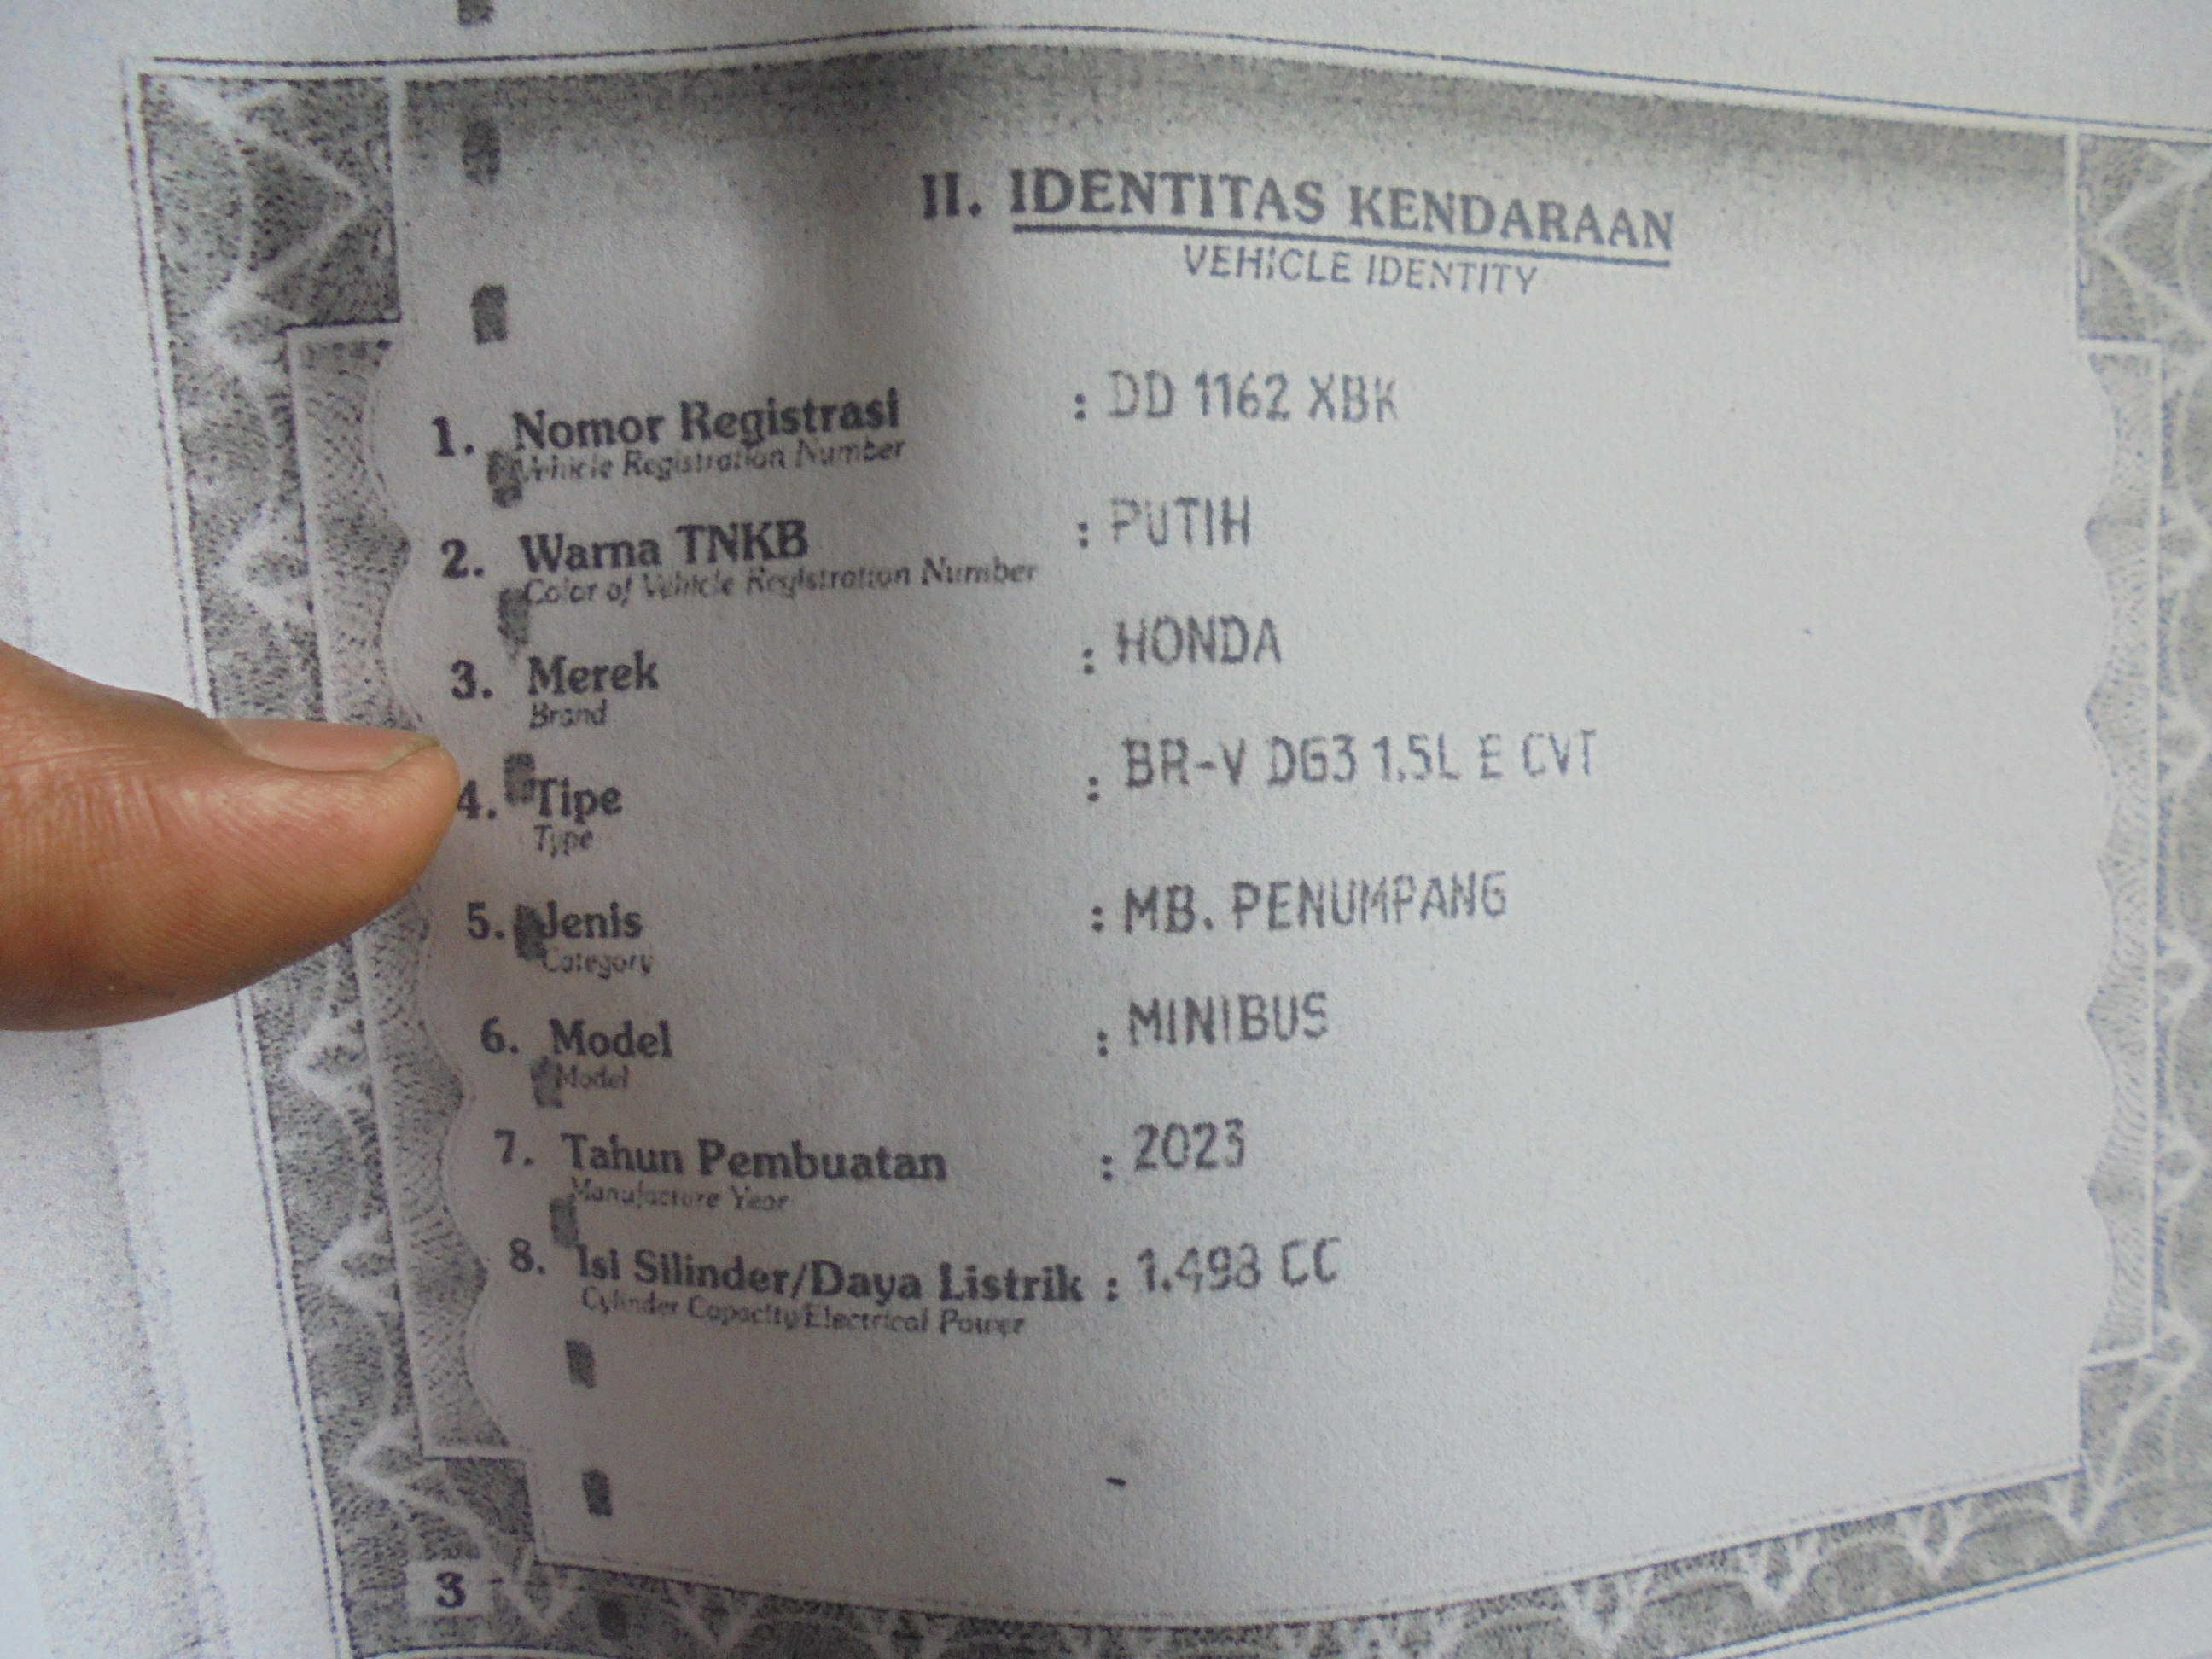 II. IDENTITAS KENDARAAN
VEHICLE IDENTITY
1. Nomor Registrasi : DD 1162 XBK
Vehicle Registration Number
2. Warna TNKB : PUTIH
Color of Vehicle Registration Number
3. Merek : HONDA
Brand
4. Tipe : BR-V DG3 1.5L E CVT
Type
5. Jenis : MB. PENUMPANG
Category
6. Model : MINIBUS
Model
7. Tahun Pembuatan : 2023
Manufacture Year
8. Isi Silinder/Daya Listrik : 1.498 CC
Cylinder Capacity/Electrical Power
-
3